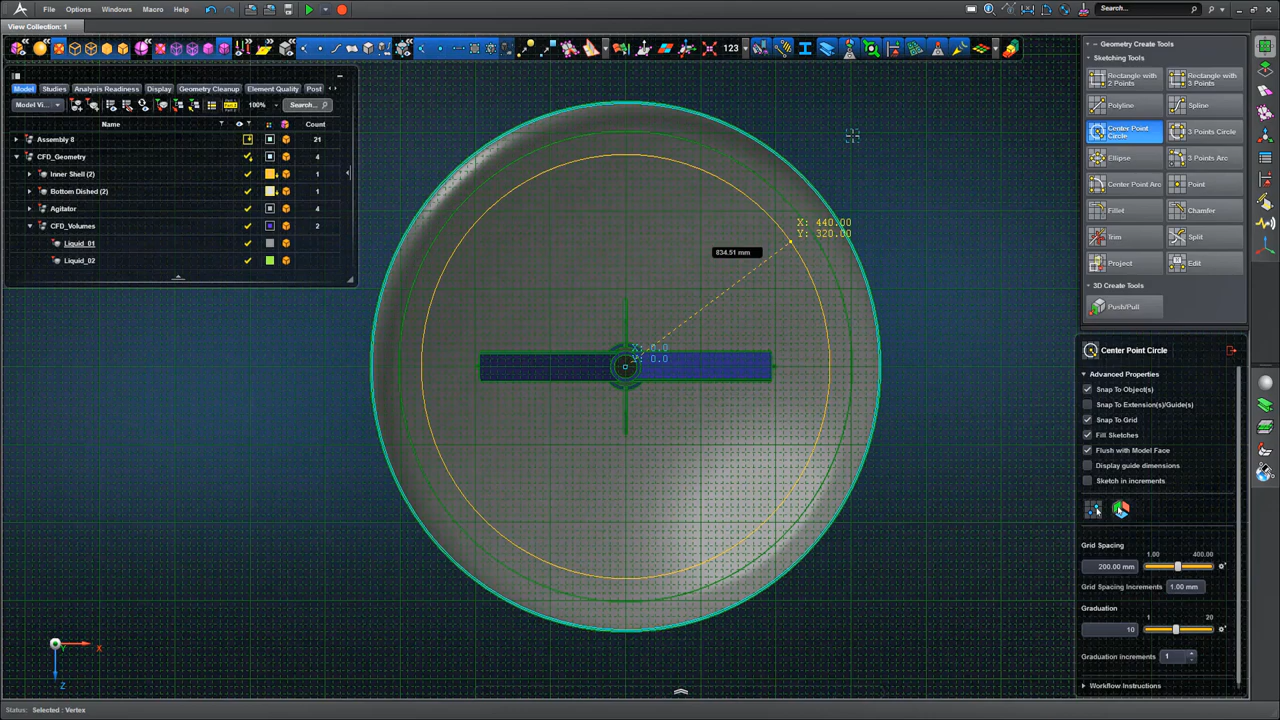 File Options Windows Macro Help Search...
View Collection: 1
123
Model Studies Analysis Readiness Display Geometry Cleanup Element Quality Post
Model Vi... 100% Search...
Name Count
Assembly 8 21
CFD_Geometry 4
Inner Shell (2) 1
Bottom Dished (2) 1
Agitator 4
CFD_Volumes 2
Liquid_01
Liquid_02
X: 440.00
Y: 320.00
834.51 mm
X: 0.0
Y: 0.0
X
Y
Z
Geometry Create Tools
Sketching Tools
Rectangle with 2 Points
Rectangle with 3 Points
Polyline
Spline
Center Point Circle
3 Points Circle
Ellipse
3 Points Arc
Center Point Arc
Point
Fillet
Chamfer
Trim
Split
Project
Edit
3D Create Tools
Push/Pull
Center Point Circle
Advanced Properties
Snap To Object(s)
Snap To Extension(s)/Guide(s)
Snap To Grid
Fill Sketches
Flush with Model Face
Display guide dimensions
Sketch in increments
Grid Spacing
1.00 400.00
200.00 mm
Grid Spacing Increments 1.00 mm
Graduation
1 20
10
Graduation increments 1
Workflow Instructions
Status: Selected : Vertex